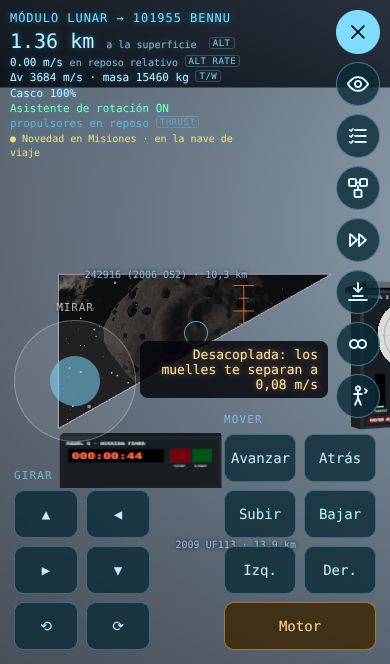 MÓDULO LUNAR → 101955 BENNU
1.36 km a la superficie ALT
0.00 m/s en reposo relativo ALT RATE
Δv 3684 m/s · masa 15460 kg T/W
Casco 100%
Asistente de rotación ON
propulsores en reposo THRUST
● Novedad en Misiones · en la nave de
viaje
242916 (2006 OS2) · 10,3 km
MIRAR
Desacoplada: los
muelles te separan a
0,08 m/s
MOVER
000:00:44
GIRAR
Avanzar
Atrás
▲
◄
Subir
Bajar
2009 UF113 · 13,9 km
►
▼
Izq.
Der.
⟲
⟳
Motor